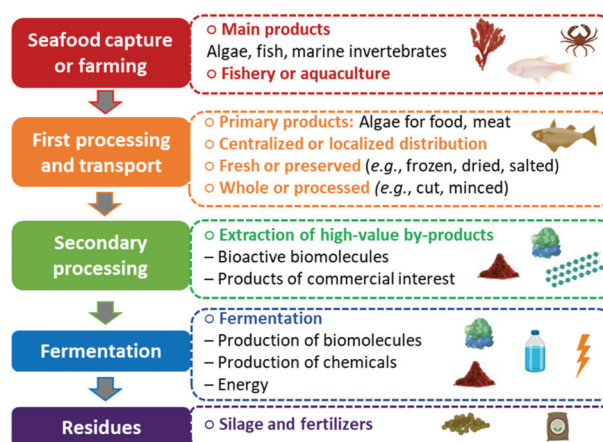 Seafood capture
or farming
○ Main products
Algae, fish, marine invertebrates
○ Fishery or aquaculture
First processing
and transport
○ Primary products: Algae for food, meat
○ Centralized or localized distribution
○ Fresh or preserved (e.g., frozen, dried, salted)
○ Whole or processed (e.g., cut, minced)
Secondary
processing
○ Extraction of high-value by-products
– Bioactive biomolecules
– Products of commercial interest
Fermentation
○ Fermentation
– Production of biomolecules
– Production of chemicals
– Energy
Residues
○ Silage and fertilizers